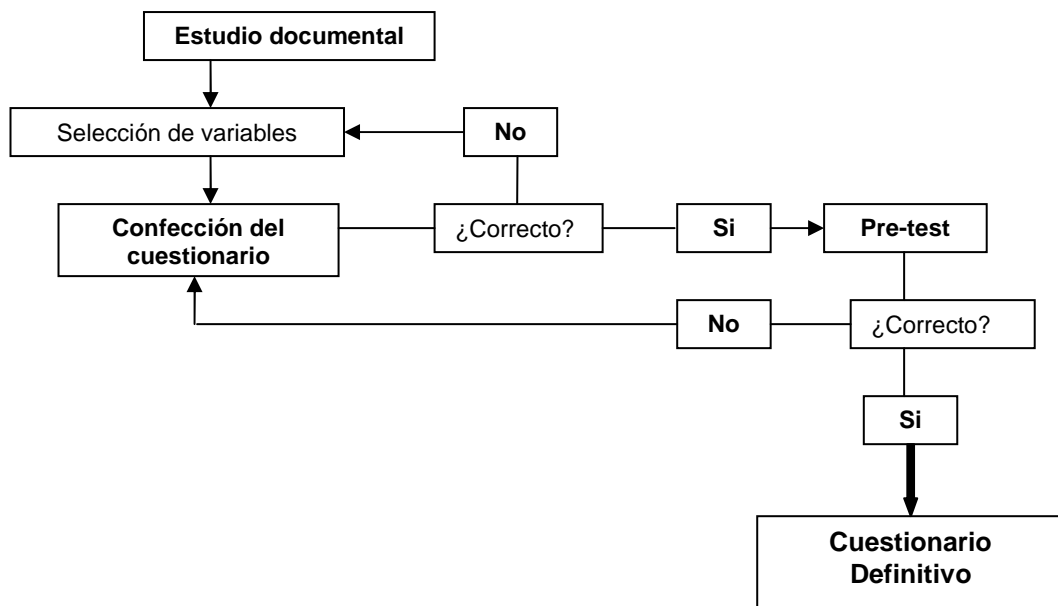 Estudio documental
Selección de variables
No
Confección del
cuestionario
¿Correcto?
Si
Pre-test
No
¿Correcto?
Si
Cuestionario
Definitivo